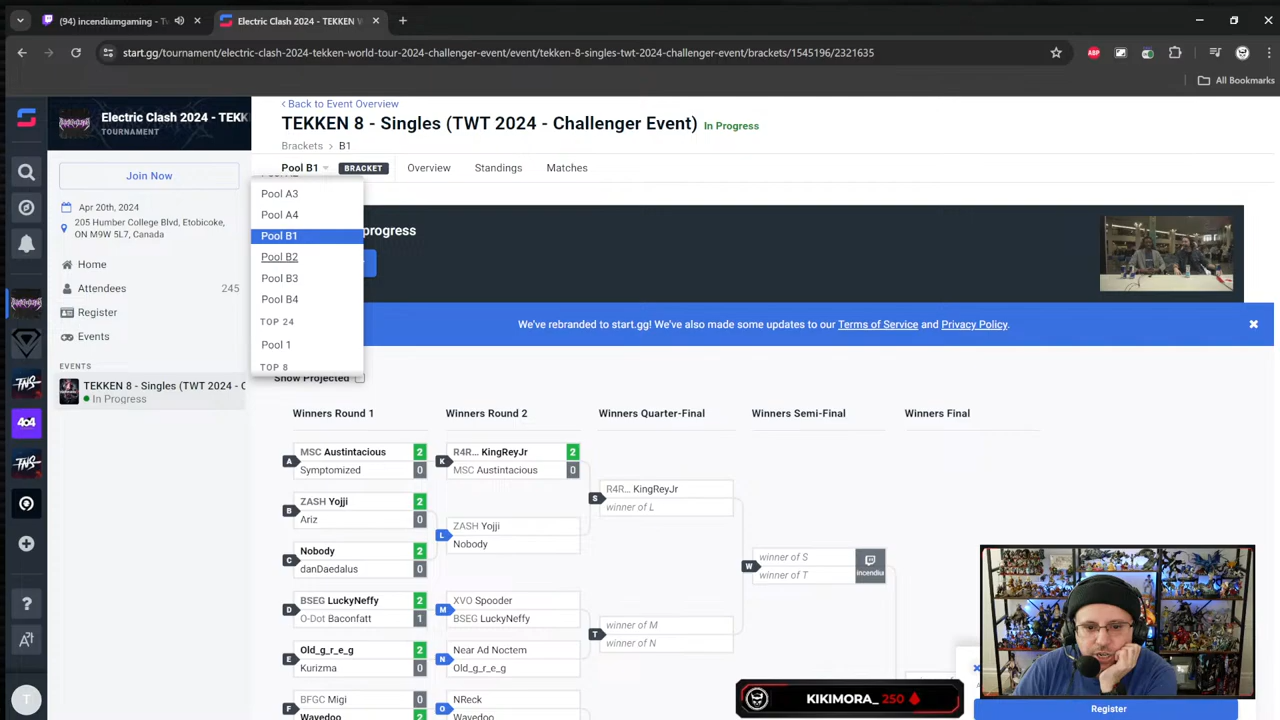 (94) incendiumgaming - Tv
Electric Clash 2024 - TEKKEN W
start.gg/tournament/electric-clash-2024-tekken-world-tour-2024-challenger-event/event/tekken-8-singles-twt-2024-challenger-event/brackets/1545196/2321635
ABP
All Bookmarks
Electric Clash 2024 - TEKK
TOURNAMENT
Join Now
Apr 20th, 2024
205 Humber College Blvd, Etobicoke,
ON M9W 5L7, Canada
Home
Attendees 245
Register
Events
EVENTS
TEKKEN 8 - Singles (TWT 2024 - C
In Progress
TNS
404
TNS
?
T
< Back to Event Overview
TEKKEN 8 - Singles (TWT 2024 - Challenger Event) In Progress
Brackets > B1
Pool B1 BRACKET Overview Standings Matches
Pool A3
Pool A4
Pool B1
Pool B2
Pool B3
Pool B4
TOP 24
Pool 1
TOP 8
progress
We've rebranded to start.gg! We've also made some updates to our Terms of Service and Privacy Policy.
Show Projected
Winners Round 1 Winners Round 2 Winners Quarter-Final Winners Semi-Final Winners Final
A
MSC Austintacious 2
Symptomized 0
B
ZASH Yojji 2
Ariz 0
C
Nobody 2
danDaedalus 0
D
BSEG LuckyNeffy 2
O-Dot Baconfatt 1
E
Old_g_r_e_g 2
Kurizma 0
F
BFGC Migi 0
Wavedoo 2
K
R4R... KingReyJr 2
MSC Austintacious 0
L
ZASH Yojji
Nobody
M
XVO Spooder
BSEG LuckyNeffy
N
Near Ad Noctem
Old_g_r_e_g
O
NReck
Wavedoo
S
R4R... KingReyJr
winner of L
T
winner of M
winner of N
W
winner of S
winner of T
incendiu
KIKIMORA_ 250
Register